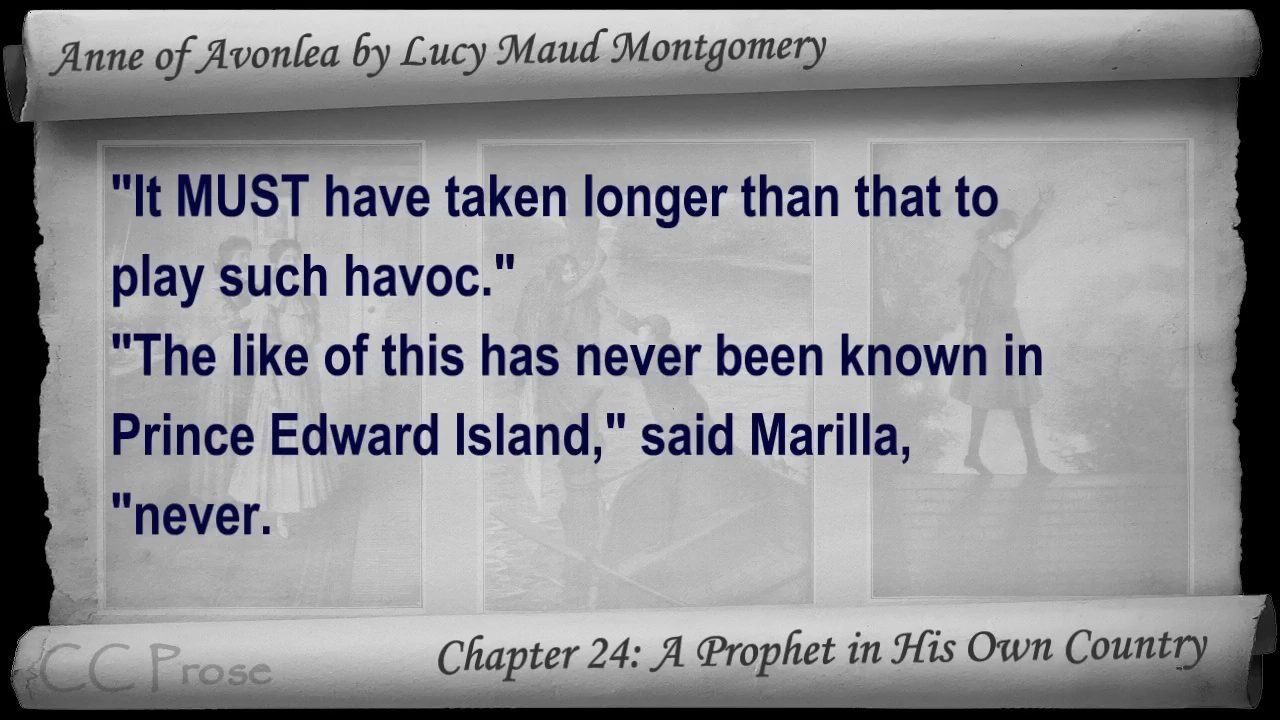 Anne of Avonlea by Lucy Maud Montgomery
"It MUST have taken longer than that to
play such havoc."
"The like of this has never been known in
Prince Edward Island," said Marilla,
"never.
Chapter 24: A Prophet in His Own Country
CC Prose